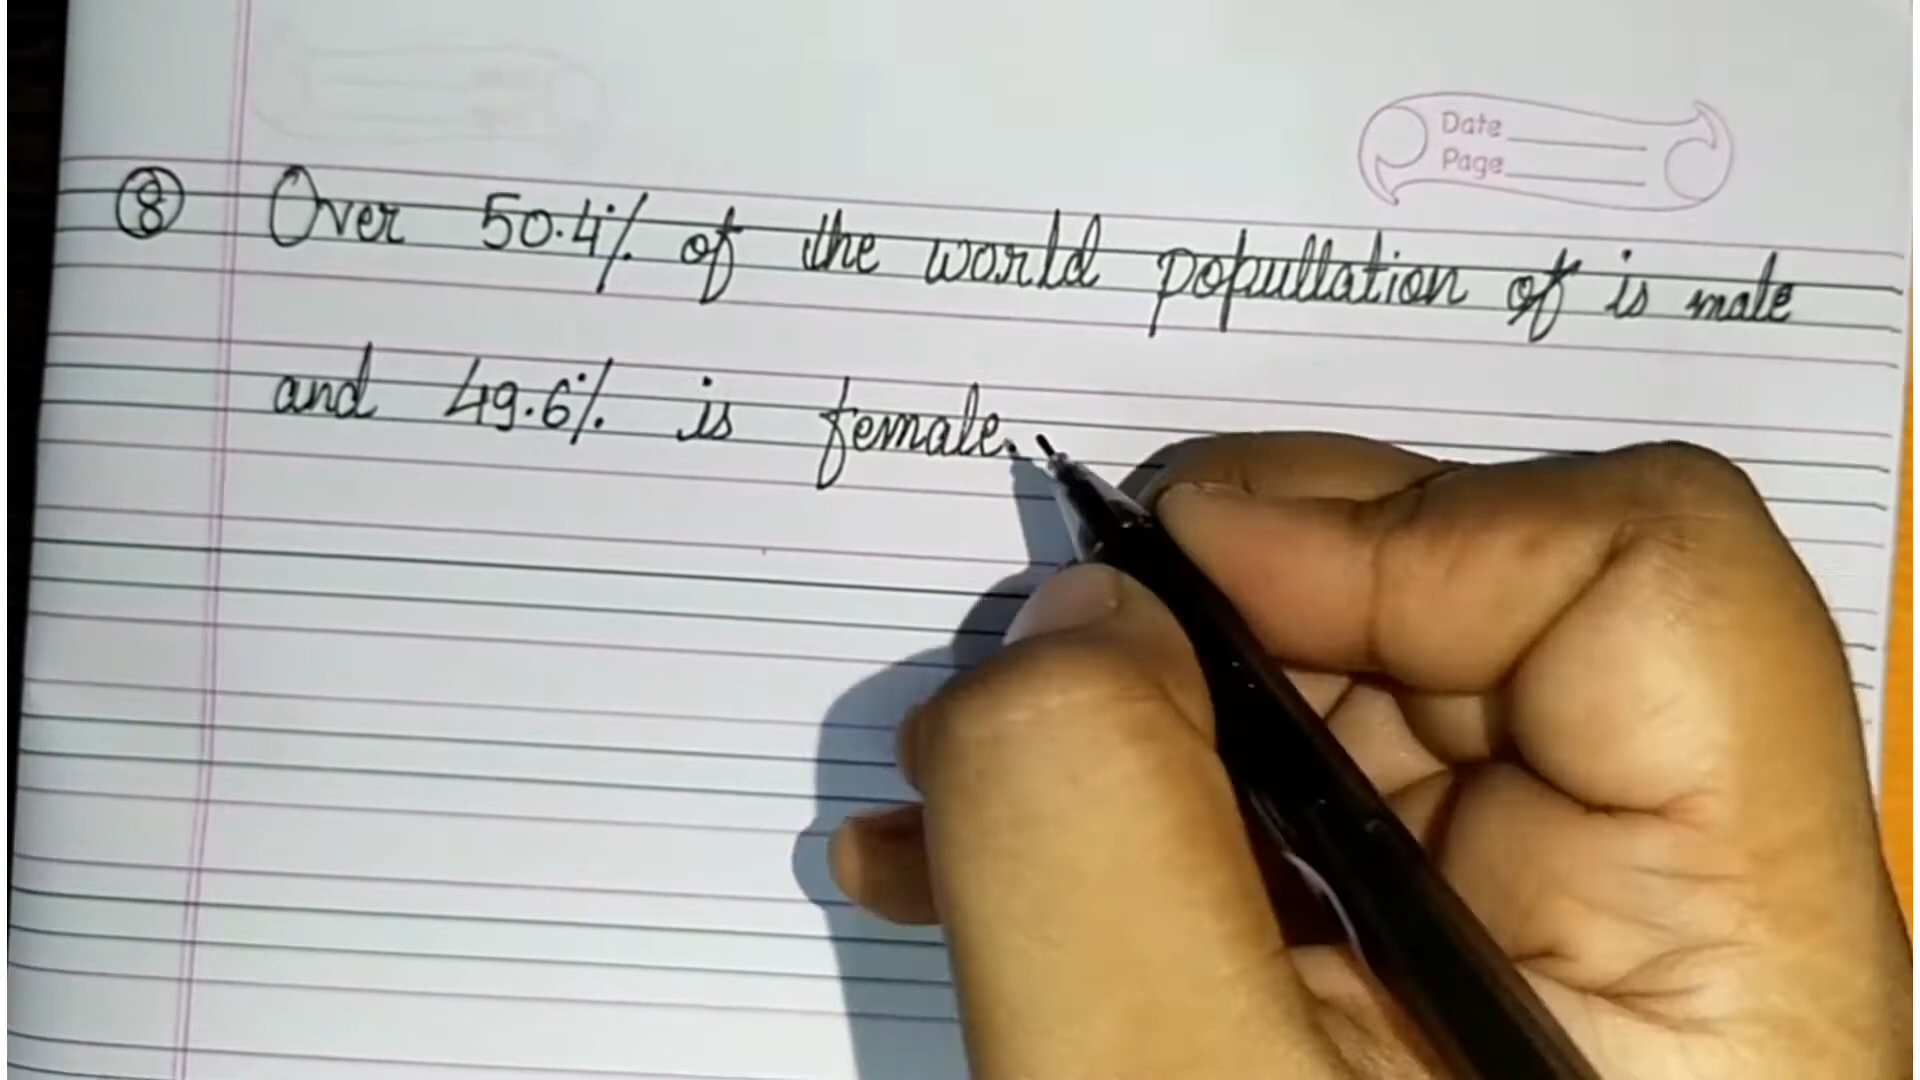 Date
Page
⑧ Over 50.4% of the world popullation of is male
and 49.6% is female.